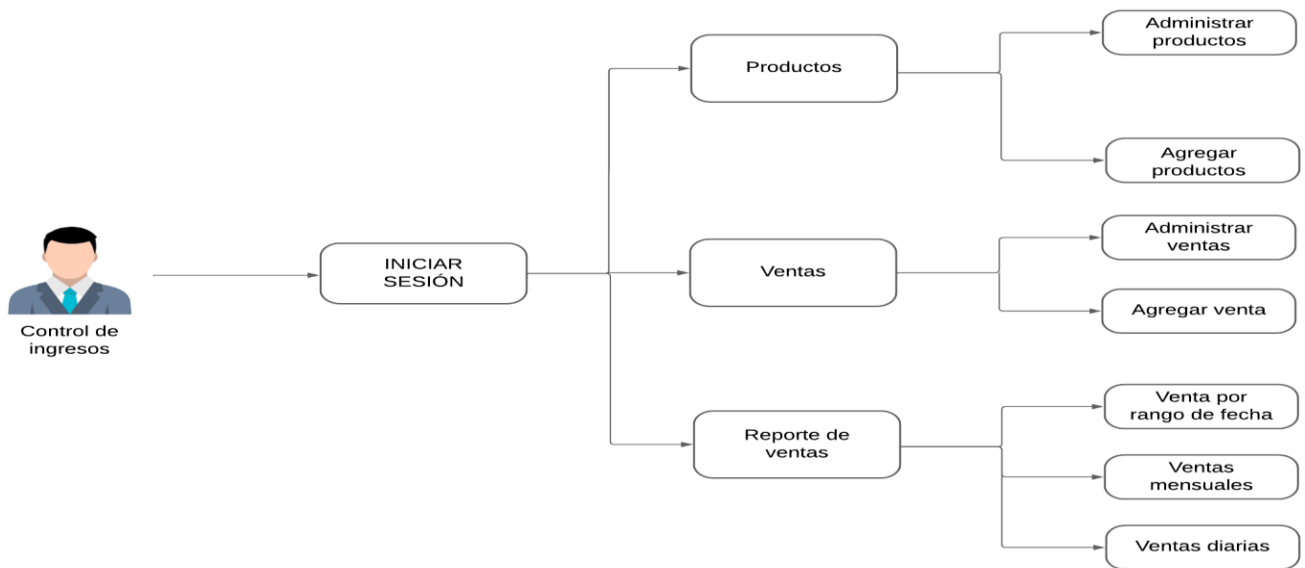 Control de
ingresos
INICIAR
SESIÓN
Productos
Administrar
productos
Agregar
productos
Ventas
Administrar
ventas
Agregar venta
Reporte de
ventas
Venta por
rango de fecha
Ventas
mensuales
Ventas diarias